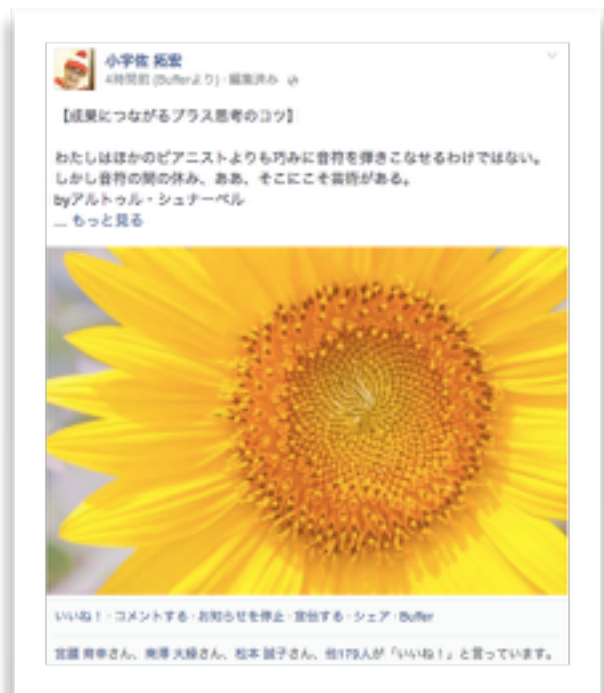 小宇佐 拓宏
4時間前 (Bufferより)・編集済み
【成果につながるプラス思考のコツ】
わたしはほかのピアニストよりも巧みに音符を弾きこなせるわけではない。
しかし音符の間の休み、ああ、そこにこそ芸術がある。
byアルトゥル・シュナーベル
... もっと見る
いいね！・コメントする・お知らせを停止・宣伝する・シェア・Buffer
さん、さん、松本 誠子さん、他179人が「いいね！」と言っています。